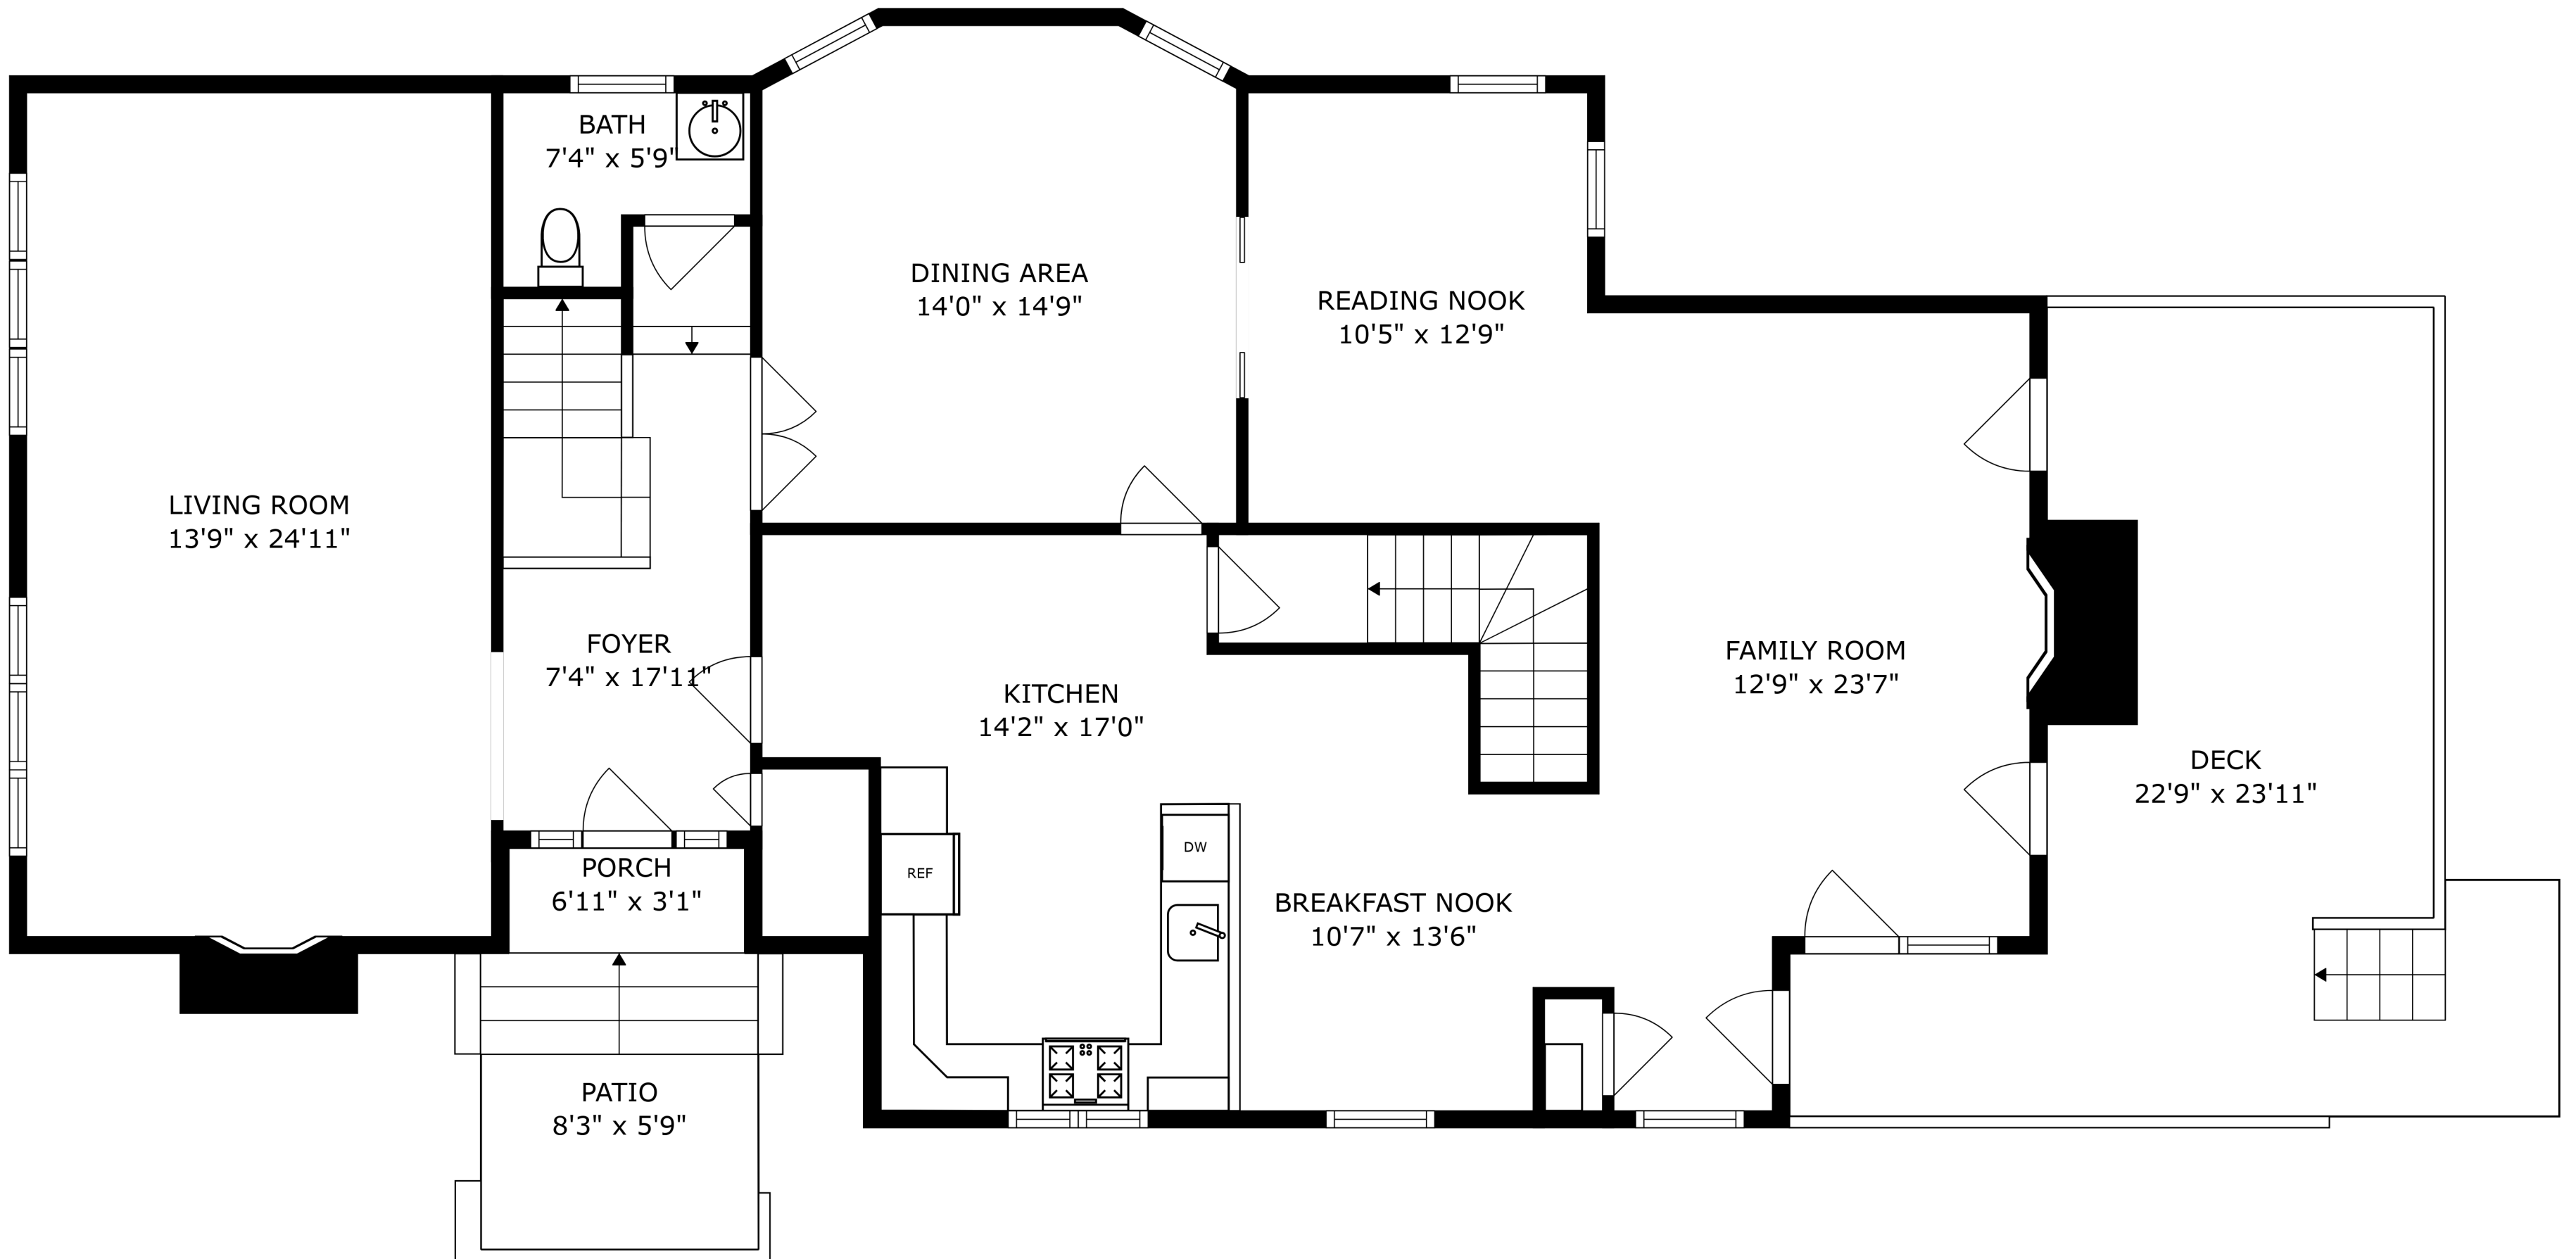 BATH
7'4" x 5'9"
DINING AREA
14'0" x 14'9"
READING NOOK
10'5" x 12'9"
LIVING ROOM
13'9" x 24'11"
FOYER
7'4" x 17'11"
KITCHEN
14'2" x 17'0"
FAMILY ROOM
12'9" x 23'7"
DECK
22'9" x 23'11"
PORCH
6'11" x 3'1"
REF
DW
BREAKFAST NOOK
10'7" x 13'6"
PATIO
8'3" x 5'9"